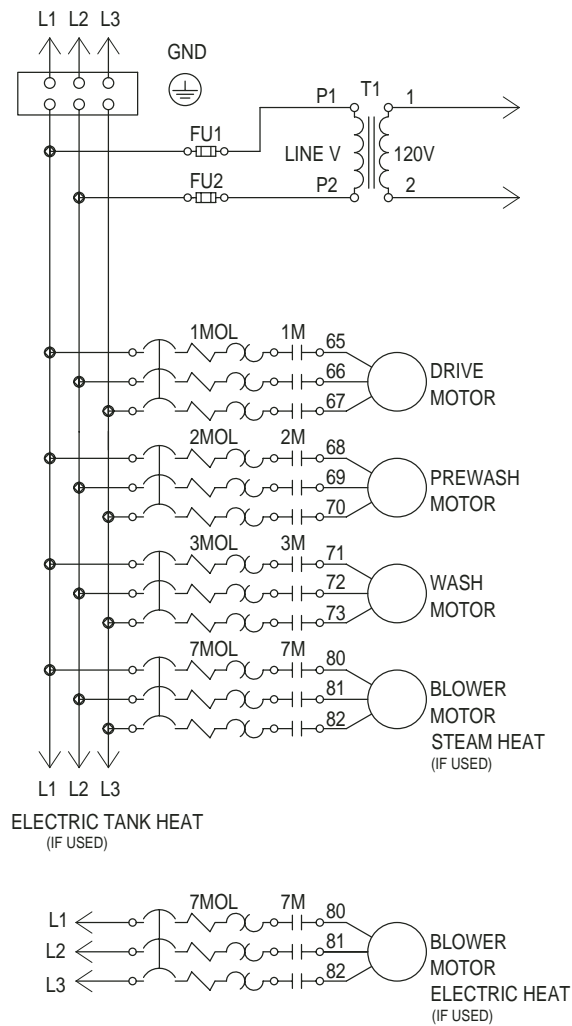 L1 L2 L3
GND
P1 T1 1
FU1
LINE V 120V
FU2
P2 2
1MOL 1M 65
66
67
DRIVE
MOTOR
2MOL 2M 68
69
70
PREWASH
MOTOR
3MOL 3M 71
72
73
WASH
MOTOR
7MOL 7M 80
81
82
BLOWER
MOTOR
STEAM HEAT
(IF USED)
L1 L2 L3
ELECTRIC TANK HEAT
(IF USED)
L1 7MOL 7M 80
L2 81
L3 82
BLOWER
MOTOR
ELECTRIC HEAT
(IF USED)